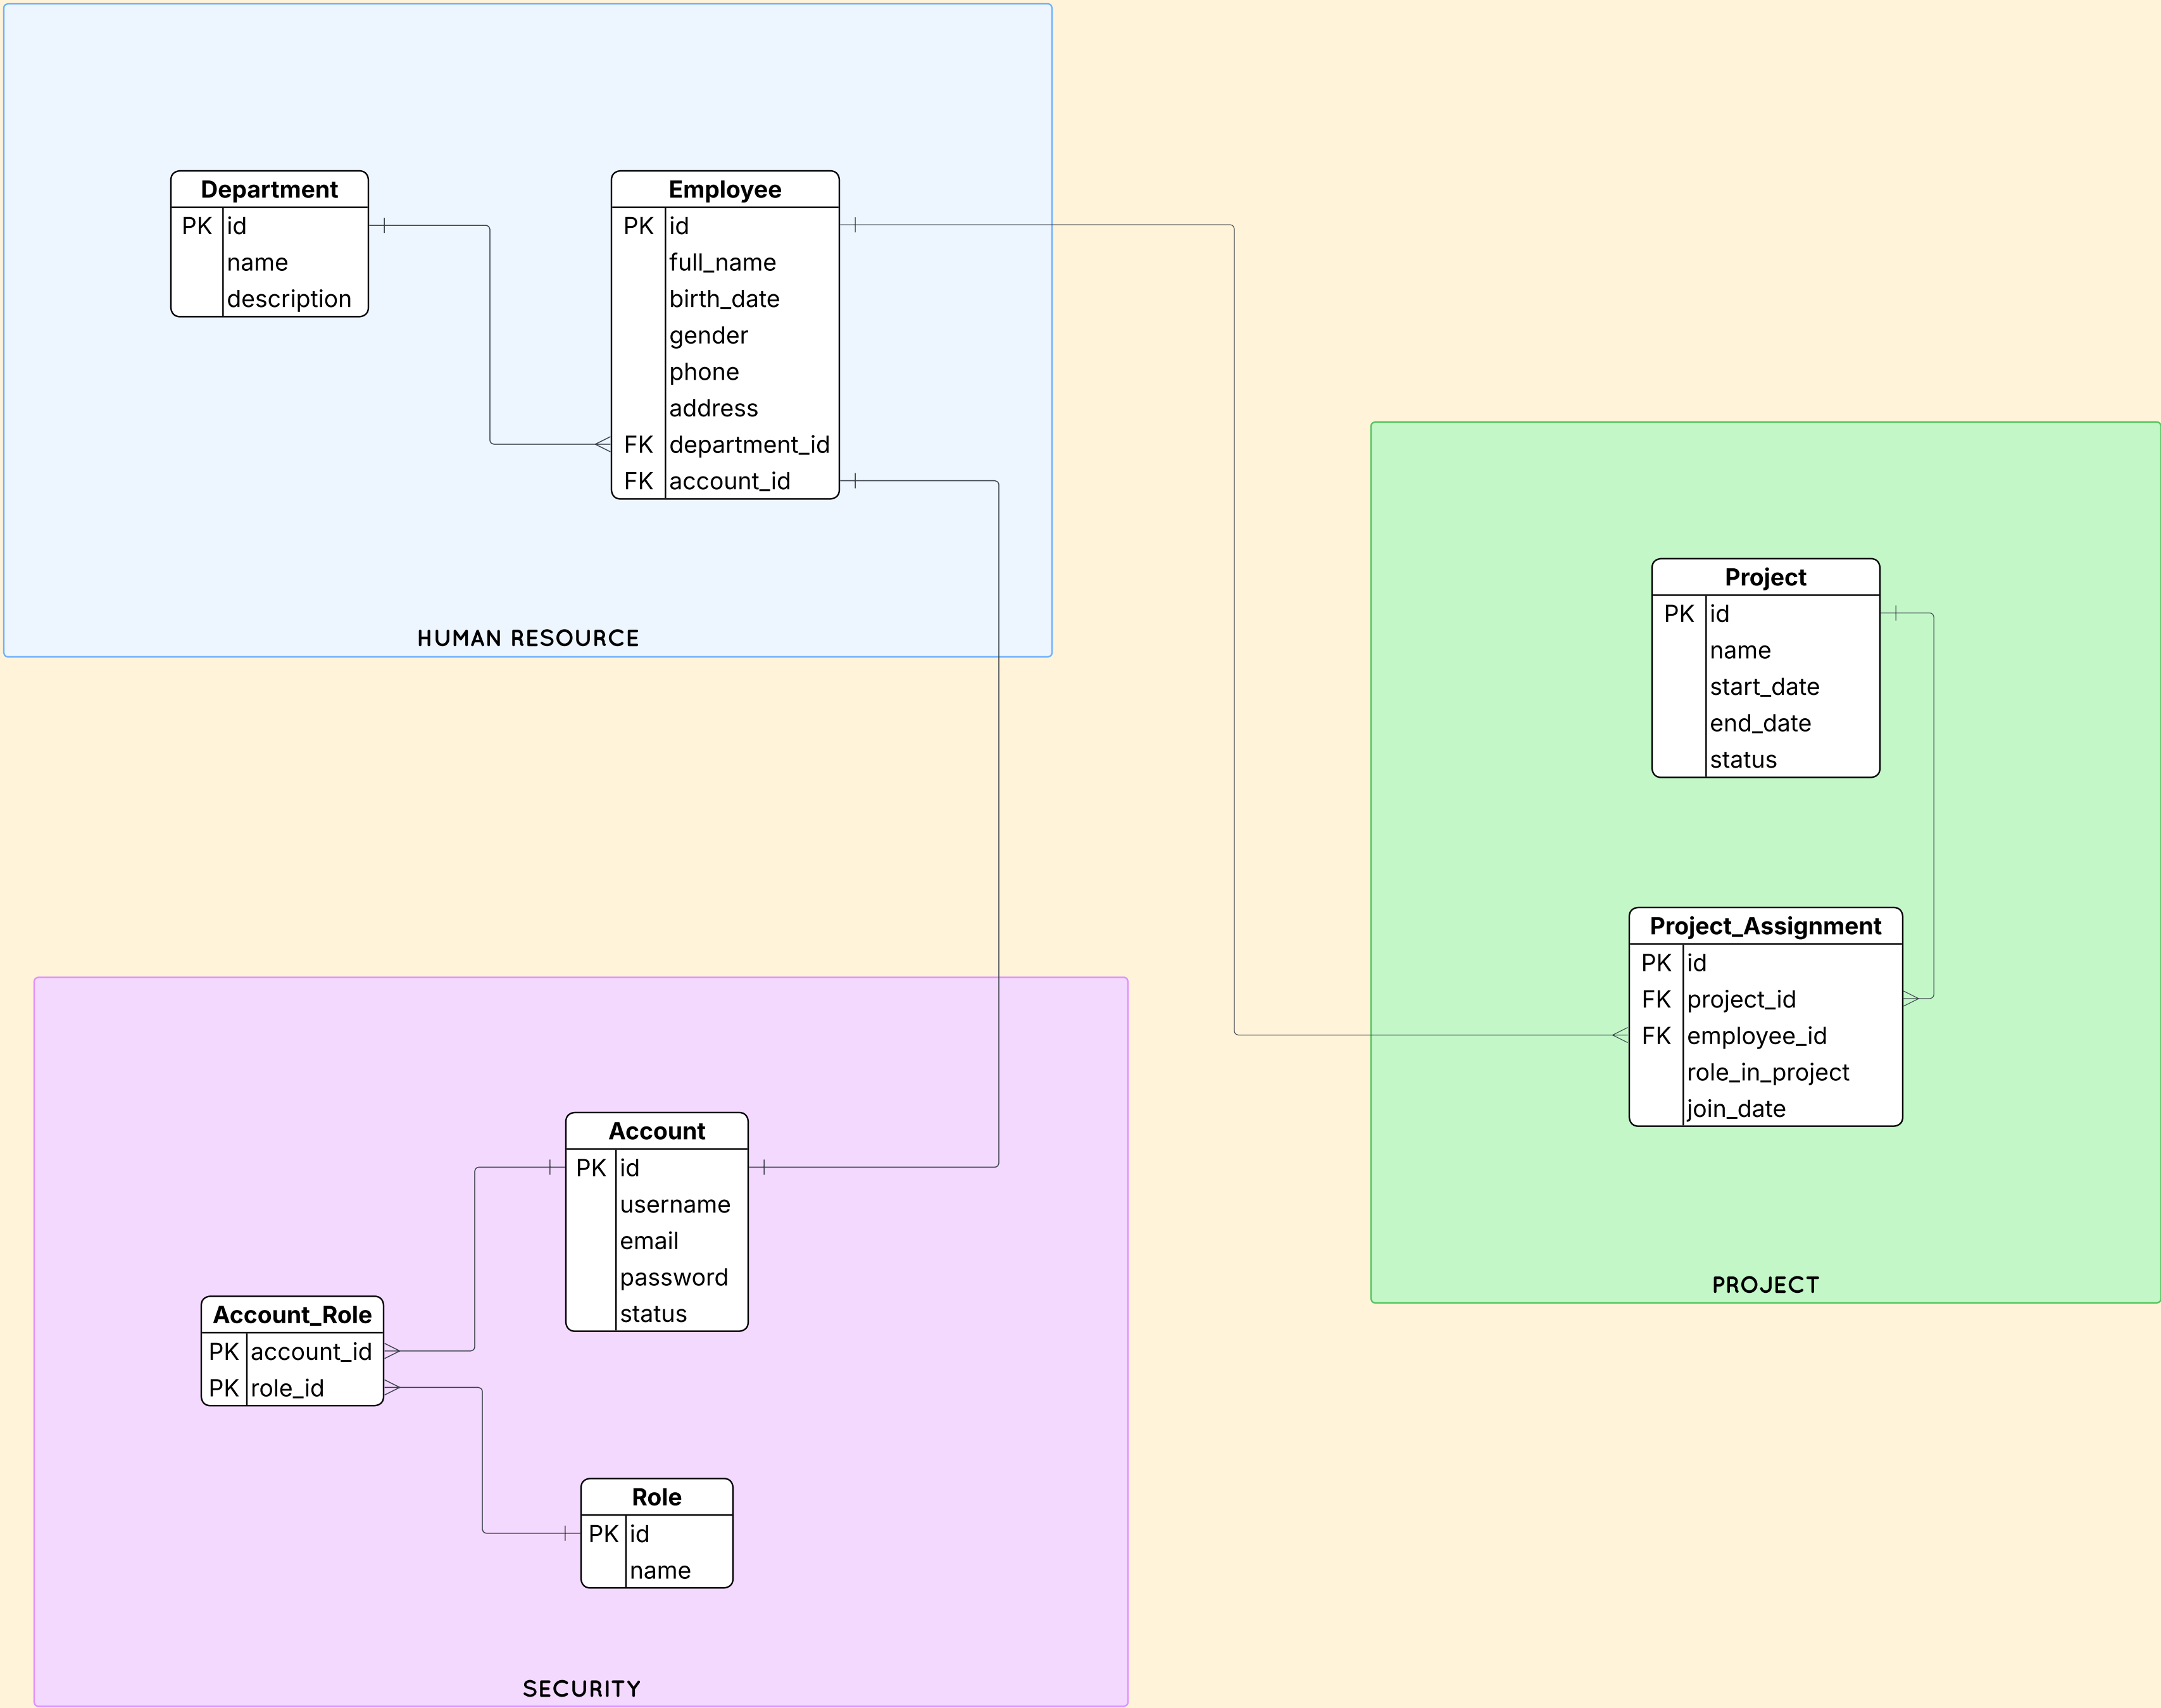 Department
PK id
name
description
Employee
PK id
full_name
birth_date
gender
phone
address
FK department_id
FK account_id
HUMAN RESOURCE
Project
PK id
name
start_date
end_date
status
Project_Assignment
PK id
FK project_id
FK employee_id
role_in_project
join_date
PROJECT
Account
PK id
username
email
password
status
Account_Role
PK account_id
PK role_id
Role
PK id
name
SECURITY